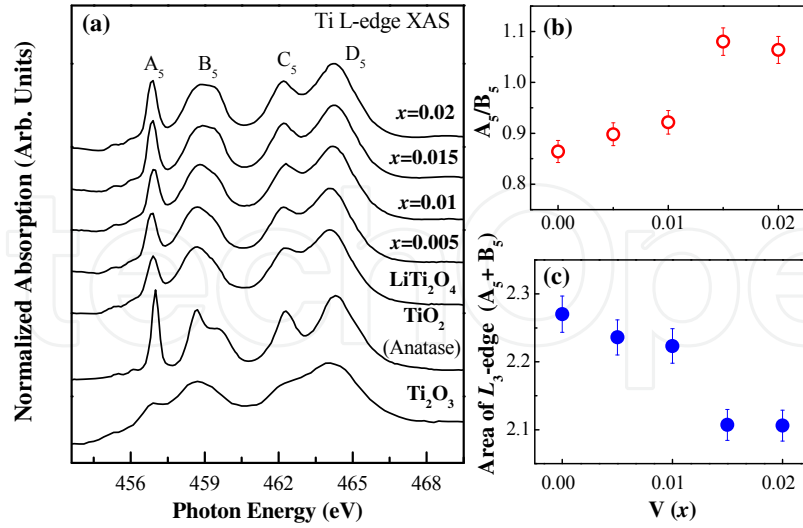 (a)
Ti L-edge XAS
A5
B5
C5
D5
x=0.02
x=0.015
x=0.01
x=0.005
LiTi2O4
TiO2
(Anatase)
Ti2O3
Normalized Absorption (Arb. Units)
456
459
462
465
468
Photon Energy (eV)
(b)
A5/B5
1.1
1.0
0.9
0.8
0.00
0.01
0.02
(c)
Area of L3-edge (A5 + B5)
2.3
2.2
2.1
0.00
0.01
0.02
V (x)